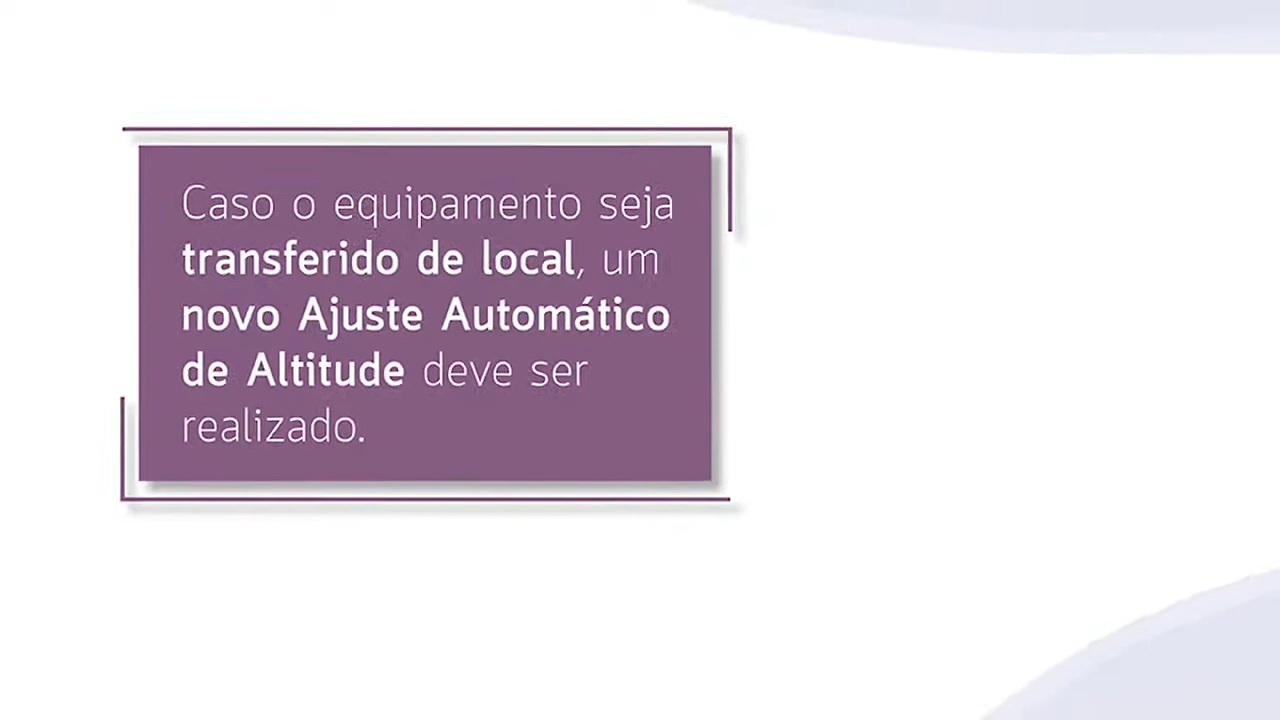 Caso o equipamento seja
transferido de local, um
novo Ajuste Automático
de Altitude deve ser
realizado.